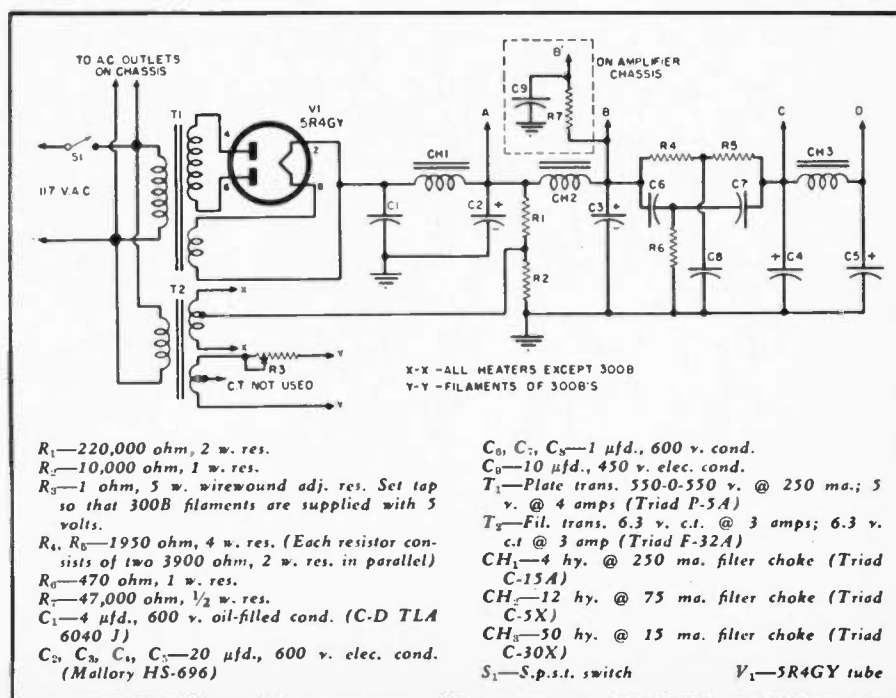 TO A.C. OUTLETS
ON CHASSIS
S1
117 V.A.C
T1
4
6
V1
5R4GY
2
8
T2
X
X
R3
C.T NOT USED
Y
Y
C1
CH1
A
C2
+
-
R1
R2
CH2
C9
B'
R7
ON AMPLIFIER
CHASSIS
B
C3
+
-
R4
R5
C6
C7
R6
C8
C
CH3
D
C4
+
C5
+
X-X - ALL HEATERS EXCEPT 300B
Y-Y - FILAMENTS OF 300B'S
R₁—220,000 ohm, 2 w. res.
R₂—10,000 ohm, 1 w. res.
R₃—1 ohm, 5 w. wirewound adj. res. Set tap
so that 300B filaments are supplied with 5
volts.
R₄, R₅—1950 ohm, 4 w. res. (Each resistor con-
sists of two 3900 ohm, 2 w. res. in parallel)
R₆—470 ohm, 1 w. res.
R₇—47,000 ohm, ½ w. res.
C₁—4 μfd., 600 v. oil-filled cond. (C-D TLA
6040 J)
C₂, C₃, C₄, C₅—20 μfd., 600 v. elec. cond.
(Mallory HS-696)
C₆, C₇, C₈—1 μfd., 600 v. cond.
C₉—10 μfd., 450 v. elec. cond.
T₁—Plate trans. 550-0-550 v. @ 250 ma.; 5
v. @ 4 amps (Triad P-5A)
T₂—Fil. trans. 6.3 v. c.t. @ 3 amps; 6.3 v.
c.t @ 3 amp (Triad F-32A)
CH₁—4 hy. @ 250 ma. filter choke (Triad
C-15A)
CH₂—12 hy. @ 75 ma. filter choke (Triad
C-5X)
CH₃—50 hy. @ 15 ma. filter choke (Triad
C-30X)
S₁—S.p.s.t. switch
V₁—5R4GY tube